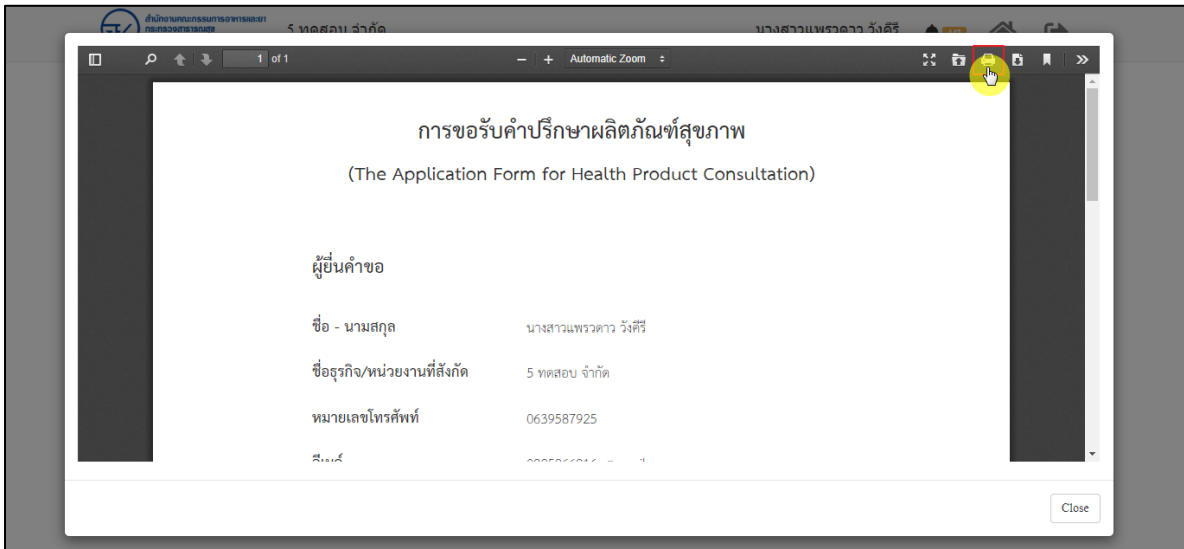 สำนักงานคณะกรรมการอาหารและยา
กระทรวงสาธารณสุข
5 ทดสอบ จำกัด
นางสาวแพรวดาว วังคีรี
1 of 1
Automatic Zoom
การขอรับคำปรึกษาผลิตภัณฑ์สุขภาพ
(The Application Form for Health Product Consultation)
ผู้ยื่นคำขอ
ชื่อ - นามสกุล
นางสาวแพรวดาว วังคีรี
ชื่อธุรกิจ/หน่วยงานที่สังกัด
5 ทดสอบ จำกัด
หมายเลขโทรศัพท์
0639587925
Close